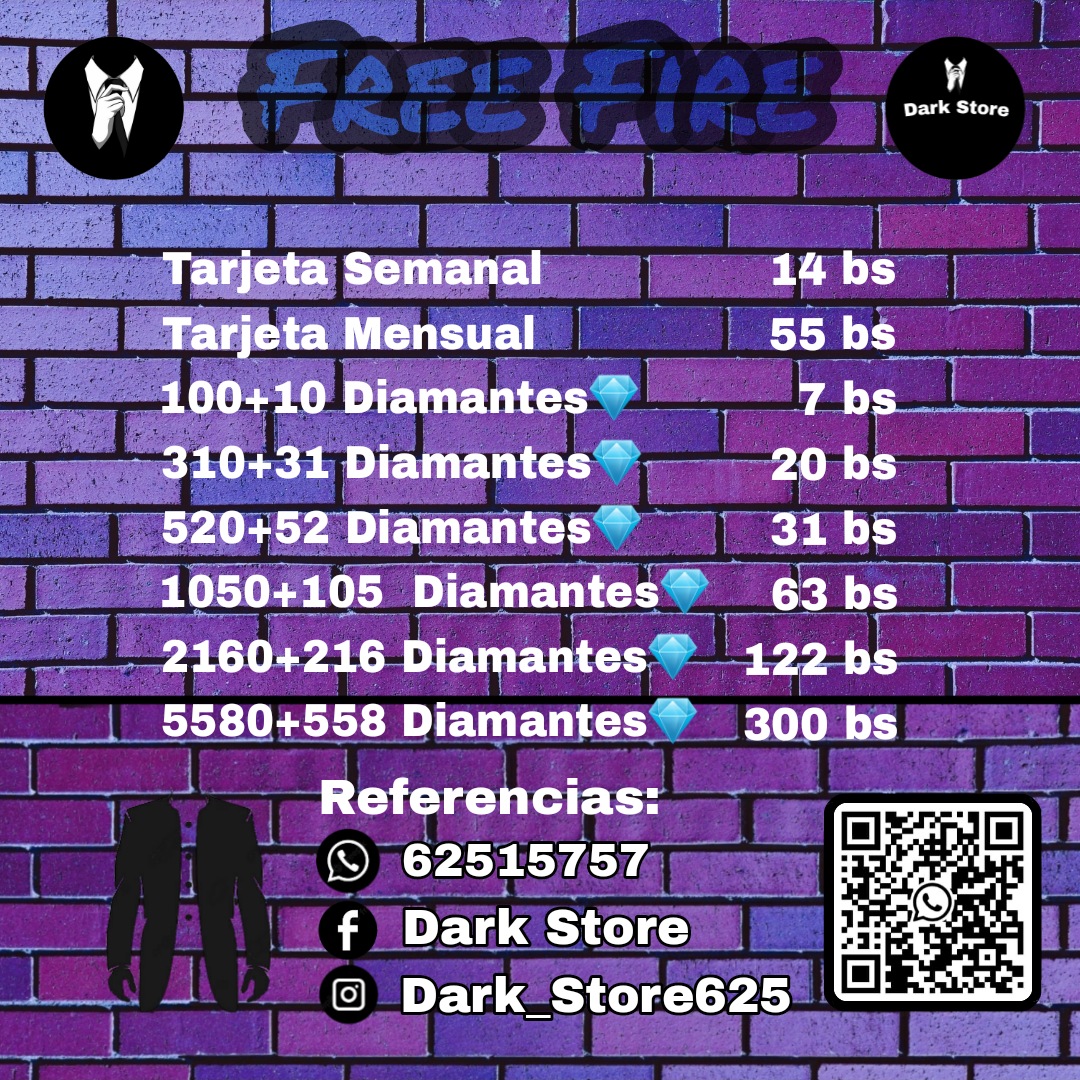 Free Fire
Dark Store
Tarjeta Semanal 14 bs
Tarjeta Mensual 55 bs
100+10 Diamantes💎 7 bs
310+31 Diamantes💎 20 bs
520+52 Diamantes💎 31 bs
1050+105 Diamantes💎 63 bs
2160+216 Diamantes💎 122 bs
5580+558 Diamantes💎 300 bs
Referencias:
62515757
Dark Store
Dark_Store625